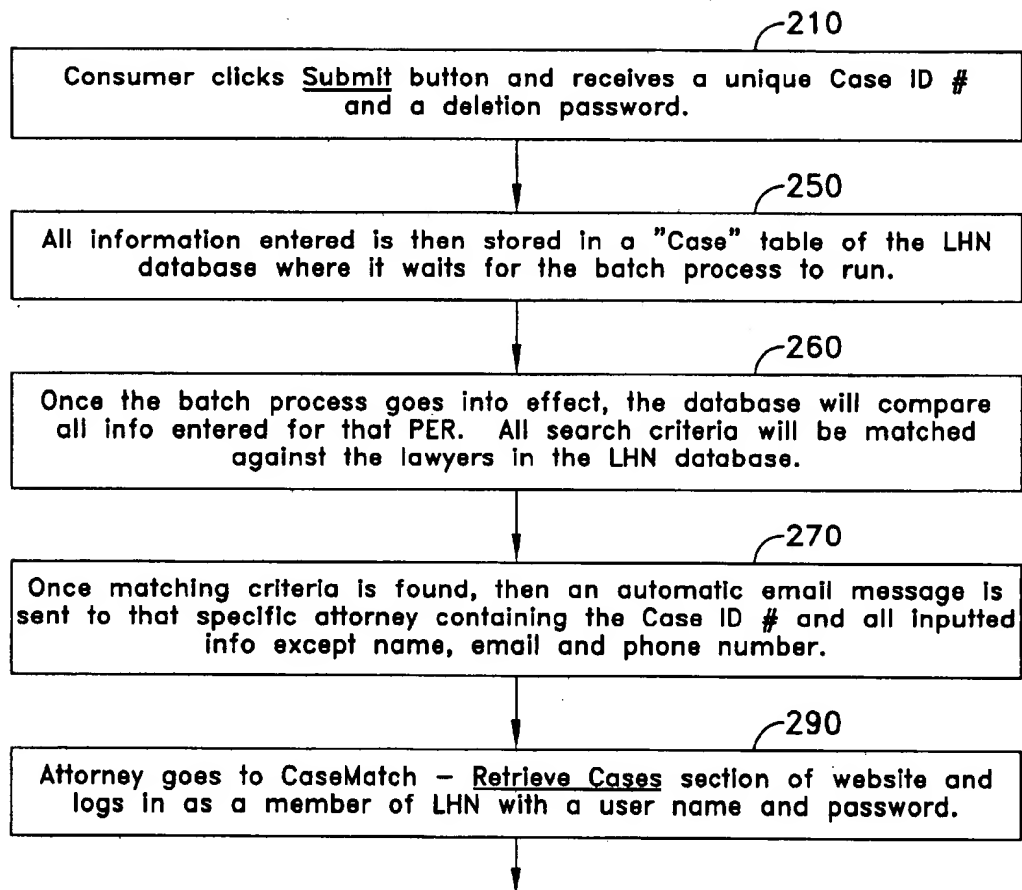 210
Consumer clicks Submit button and receives a unique Case ID #
and a deletion password.
250
All information entered is then stored in a "Case" table of the LHN
database where it waits for the batch process to run.
260
Once the batch process goes into effect, the database will compare
all info entered for that PER. All search criteria will be matched
against the lawyers in the LHN database.
270
Once matching criteria is found, then an automatic email message is
sent to that specific attorney containing the Case ID # and all inputted
info except name, email and phone number.
290
Attorney goes to CaseMatch – Retrieve Cases section of website and
logs in as a member of LHN with a user name and password.